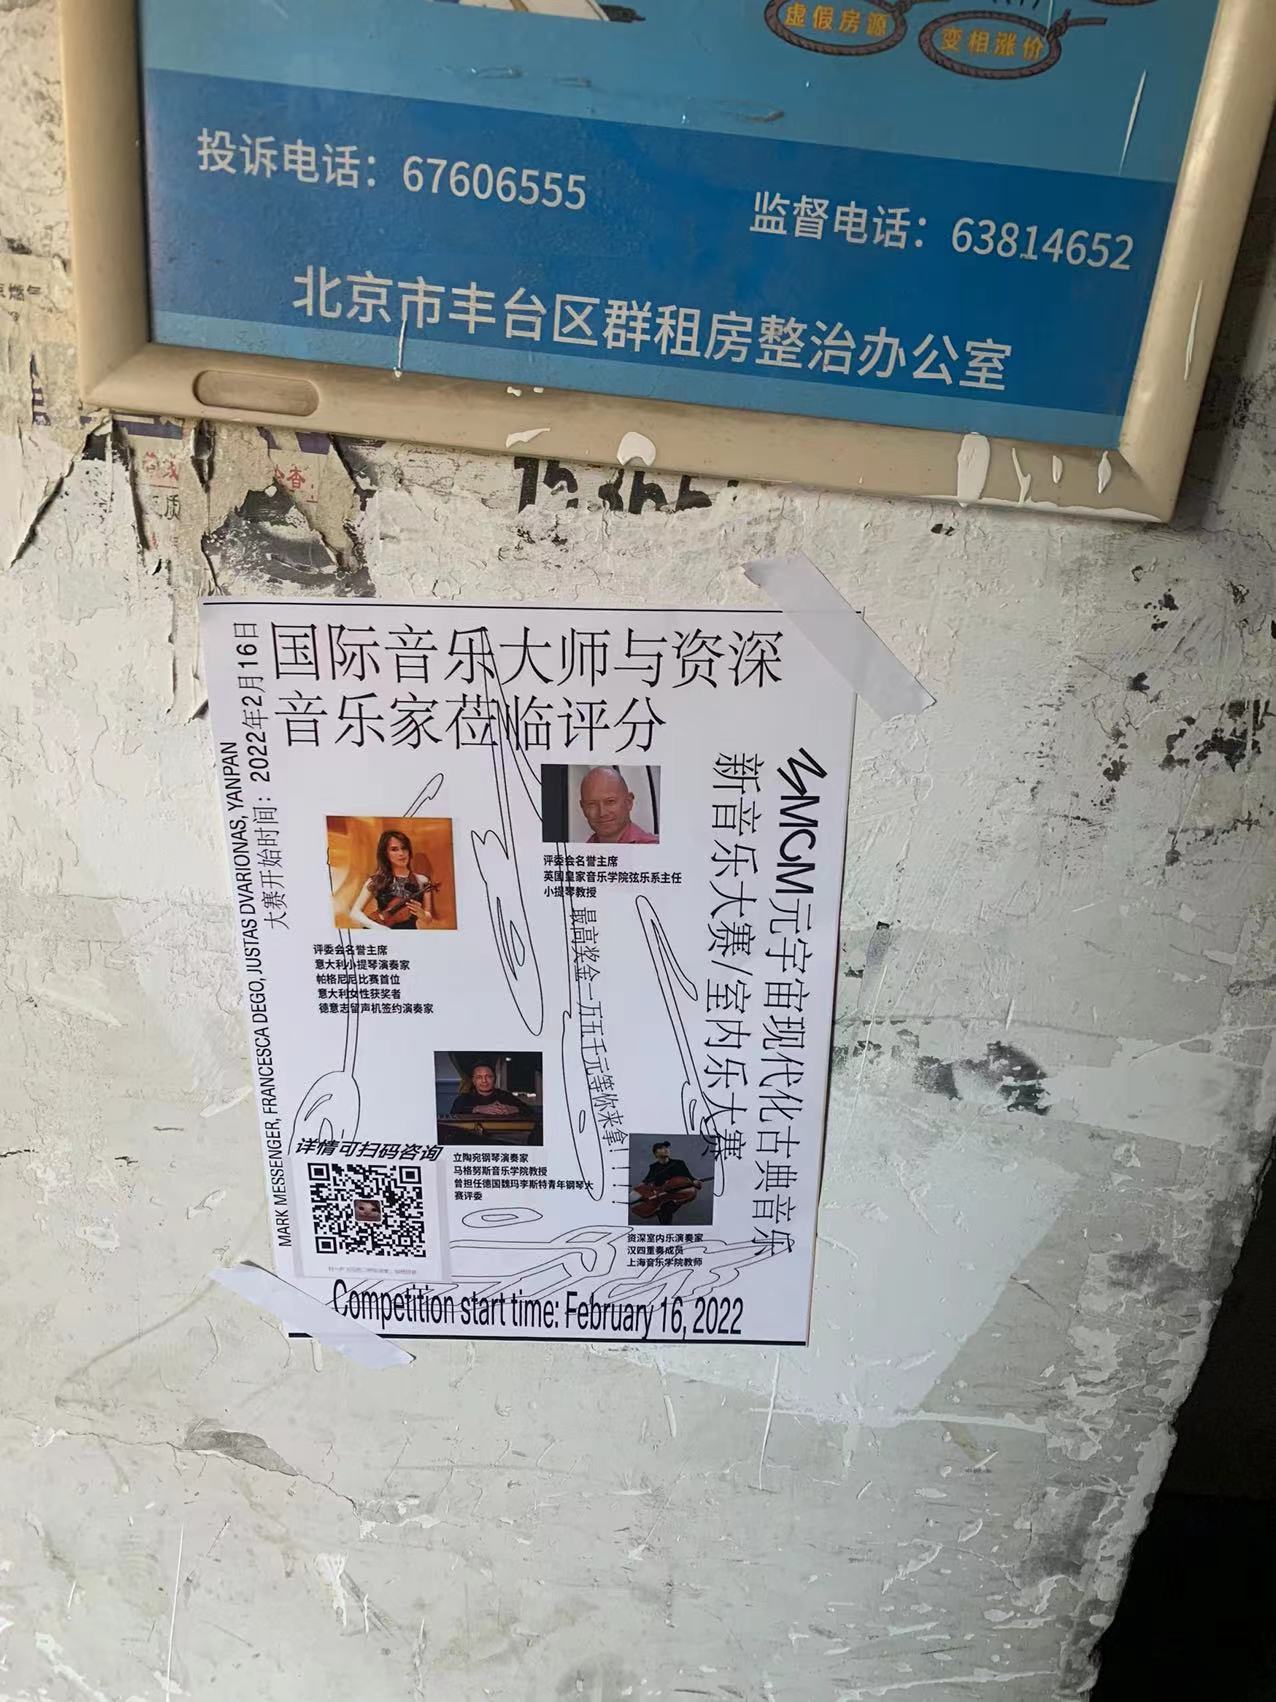 虚假房源
变相涨价
投诉电话：67606555
监督电话：63814652
北京市丰台区群租房整治办公室
国际音乐大师与资深
音乐家莅临评分
大赛开始时间：2022年2月16日
MARK MESSENGER, FRANCESCA DEGO, JUSTAS DVARIONAS, YANPAN
MCM元宇宙现代化古典音乐
新音乐大赛/室内乐大赛
评委会名誉主席
英国皇家音乐学院弦乐系主任
小提琴教授
评委会名誉主席
意大利小提琴演奏家
帕格尼尼比赛首位
意大利女性获奖者
德意志留声机签约演奏家
最高奖金一万五千元等你来拿！！！
立陶宛钢琴演奏家
马格努斯音乐学院教授
曾担任德国魏玛李斯特青年钢琴大
赛评委
资深室内乐演奏家
汉四重奏成员
上海音乐学院教师
详情可扫码咨询
Competition start time: February 16, 2022